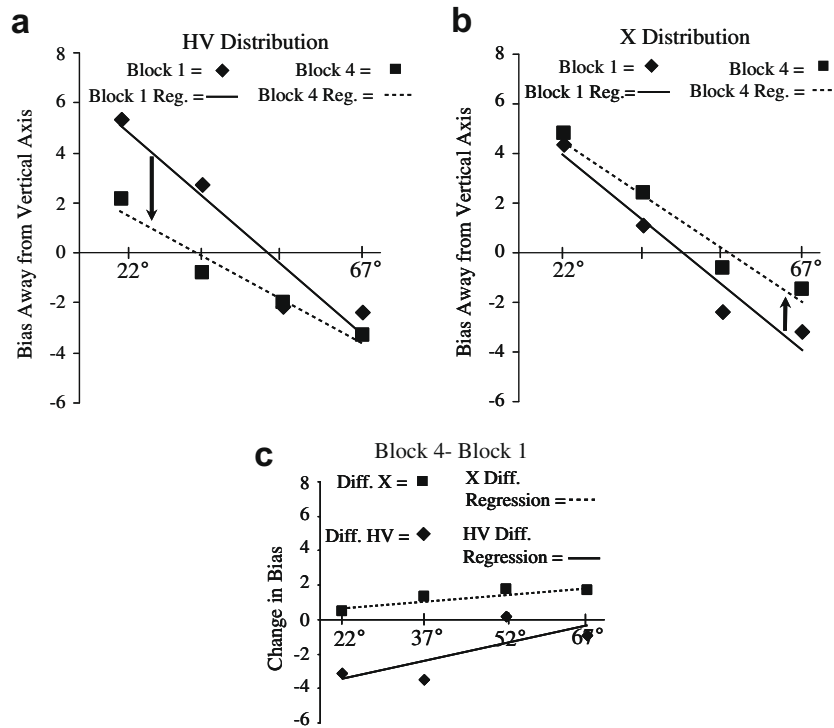 a
HV Distribution
Block 1 =
Block 4 =
Block 1 Reg. =
Block 4 Reg. =
Bias Away from Vertical Axis
8
6
4
2
0
-2
-4
-6
22°
67°
b
X Distribution
Block 1 =
Block 4 =
Block 1 Reg. =
Block 4 Reg. =
Bias Away from Vertical Axis
8
6
4
2
0
-2
-4
-6
22°
67°
c
Block 4- Block 1
Diff. X =
X Diff.
Regression =
Diff. HV =
HV Diff.
Regression =
Change in Bias
8
6
4
2
0
-2
-4
-6
22°
37°
52°
67°